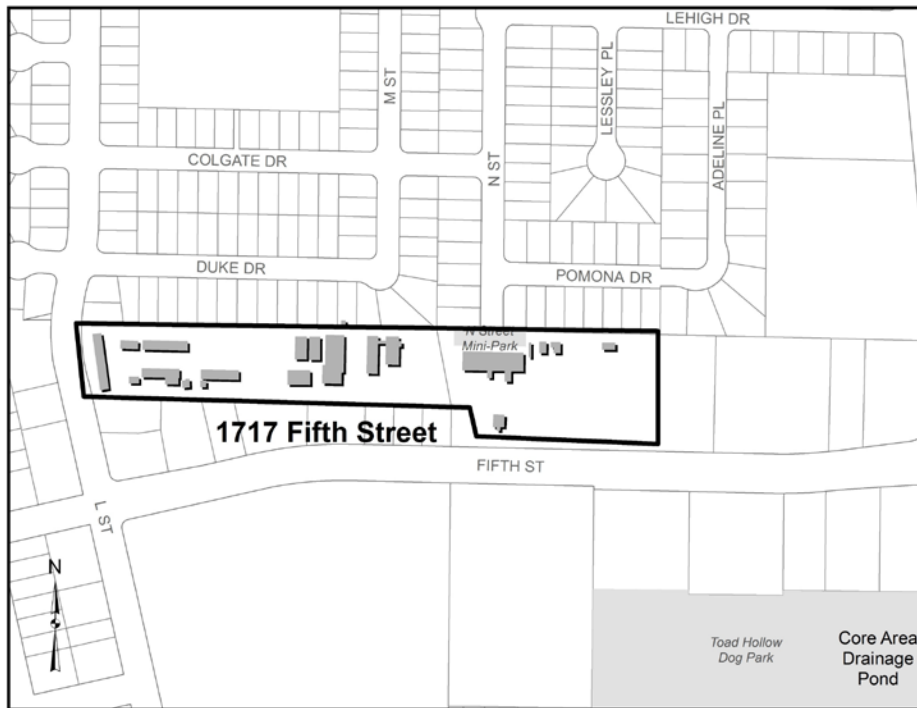 LEHIGH DR
M ST
LESSLEY PL
COLGATE DR
N ST
ADELINE PL
DUKE DR
POMONA DR
N Street
Mini-Park
1717 Fifth Street
FIFTH ST
L ST
N
Toad Hollow
Dog Park
Core Area
Drainage
Pond